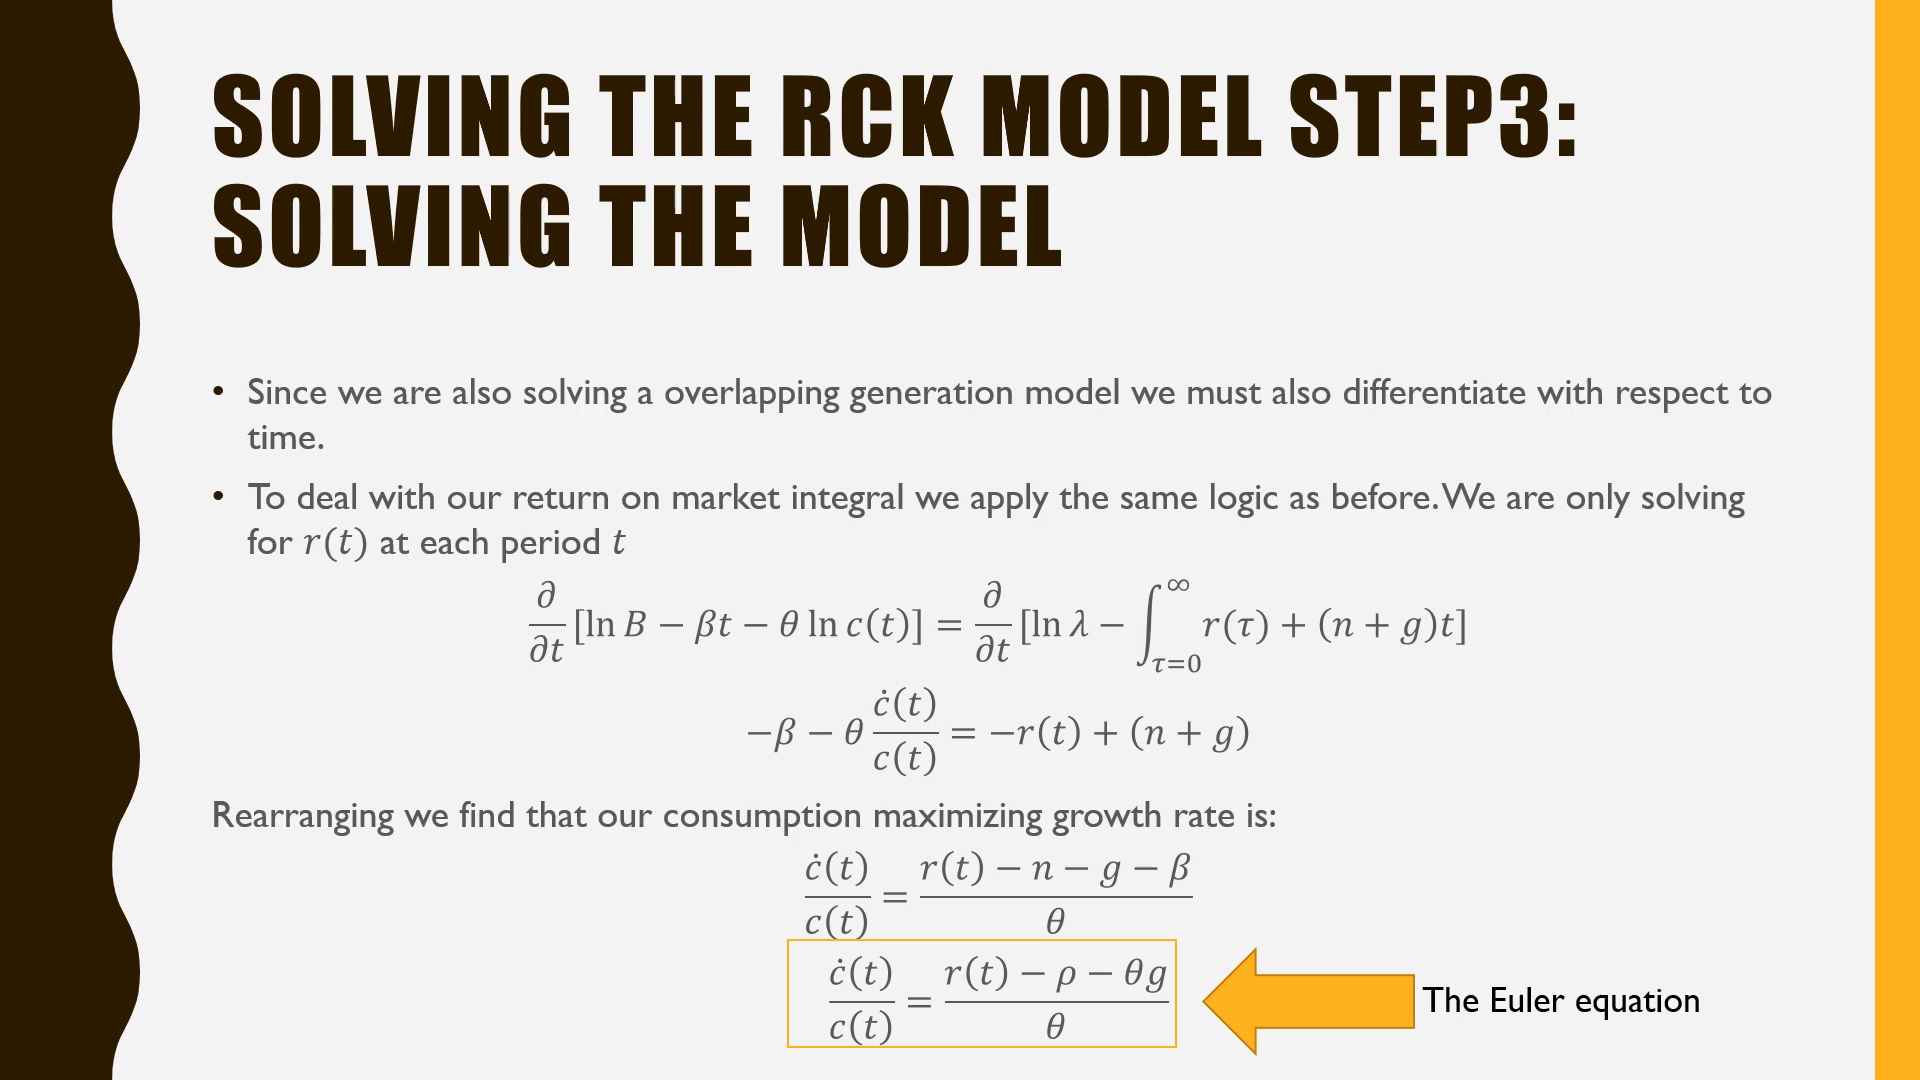 SOLVING THE RCK MODEL STEP3:
SOLVING THE MODEL
• Since we are also solving a overlapping generation model we must also differentiate with respect to
time.
• To deal with our return on market integral we apply the same logic as before. We are only solving
for r(t) at each period t
∂/∂t [ln B − βt − θ ln c(t)] = ∂/∂t [ln λ − ∫_{τ=0}^{∞} r(τ) + (n + g)t]
−β − θ ċ(t)/c(t) = −r(t) + (n + g)
Rearranging we find that our consumption maximizing growth rate is:
ċ(t)/c(t) = (r(t) − n − g − β)/θ
ċ(t)/c(t) = (r(t) − ρ − θg)/θ
The Euler equation